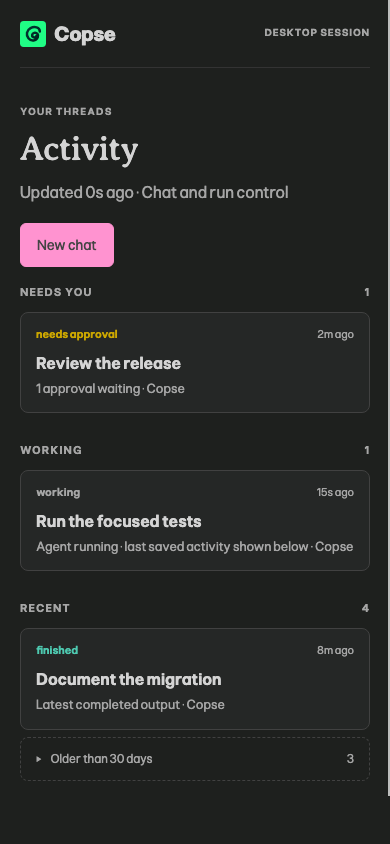 Copse
DESKTOP SESSION
YOUR THREADS
Activity
Updated 0s ago · Chat and run control
New chat
NEEDS YOU 1
needs approval 2m ago
Review the release
1 approval waiting · Copse
WORKING 1
working 15s ago
Run the focused tests
Agent running · last saved activity shown below · Copse
RECENT 4
finished 8m ago
Document the migration
Latest completed output · Copse
Older than 30 days 3